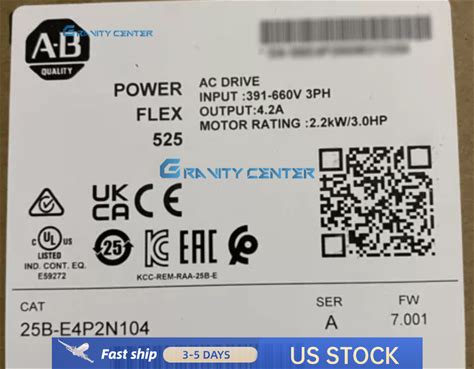 A-B
QUALITY
GRAVITY CENTER
POWER
FLEX
525
AC DRIVE
INPUT :391-660V 3PH
OUTPUT:4.2A
MOTOR RATING :2.2kW/3.0HP
GRAVITY CENTER
UL
LISTED
IND. CONT. EQ.
E59272
UK
CA
CE
25
EAC
KCC-REM-RAA-25B-E
CAT
25B-E4P2N104
SER
A
FW
7.001
Fast ship
3-5 DAYS
US STOCK